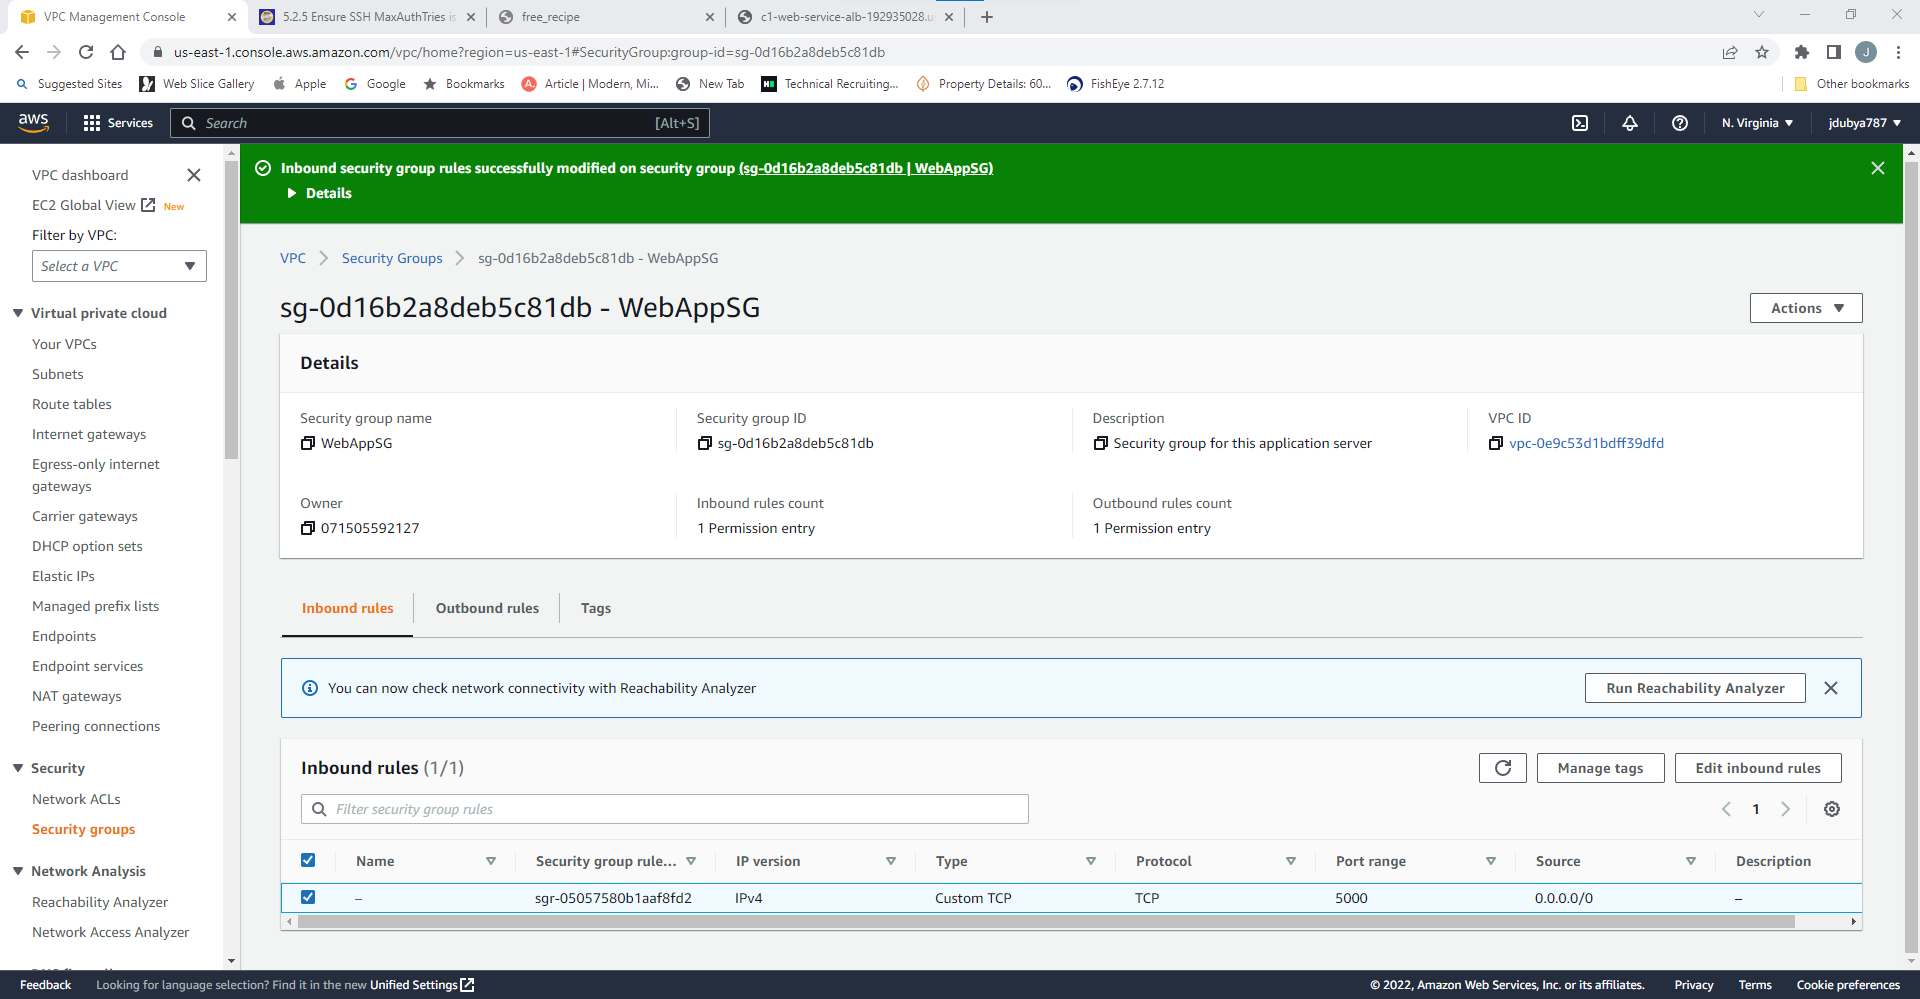 VPC Management Console
5.2.5 Ensure SSH MaxAuthTries is
free_recipe
c1-web-service-alb-192935028.u
us-east-1.console.aws.amazon.com/vpc/home?region=us-east-1#SecurityGroup:group-id=sg-0d16b2a8deb5c81db
J
Suggested Sites
Web Slice Gallery
Apple
Google
Bookmarks
Article | Modern, Mi...
New Tab
Technical Recruiting...
Property Details: 60...
FishEye 2.7.12
Other bookmarks
aws
Services
Search
[Alt+S]
N. Virginia
jdubya787
VPC dashboard
EC2 Global View New
Filter by VPC:
Select a VPC
Virtual private cloud
Your VPCs
Subnets
Route tables
Internet gateways
Egress-only internet
gateways
Carrier gateways
DHCP option sets
Elastic IPs
Managed prefix lists
Endpoints
Endpoint services
NAT gateways
Peering connections
Security
Network ACLs
Security groups
Network Analysis
Reachability Analyzer
Network Access Analyzer
Inbound security group rules successfully modified on security group (sg-0d16b2a8deb5c81db | WebAppSG)
Details
VPC
Security Groups
sg-0d16b2a8deb5c81db - WebAppSG
sg-0d16b2a8deb5c81db - WebAppSG
Actions
Details
Security group name
WebAppSG
Security group ID
sg-0d16b2a8deb5c81db
Description
Security group for this application server
VPC ID
vpc-0e9c53d1bdff39dfd
Owner
071505592127
Inbound rules count
1 Permission entry
Outbound rules count
1 Permission entry
Inbound rules
Outbound rules
Tags
You can now check network connectivity with Reachability Analyzer
Run Reachability Analyzer
Inbound rules (1/1)
Manage tags
Edit inbound rules
Filter security group rules
1
Name
Security group rule...
IP version
Type
Protocol
Port range
Source
Description
–
sgr-05057580b1aaf8fd2
IPv4
Custom TCP
TCP
5000
0.0.0.0/0
–
Feedback
Looking for language selection? Find it in the new Unified Settings
© 2022, Amazon Web Services, Inc. or its affiliates.
Privacy
Terms
Cookie preferences